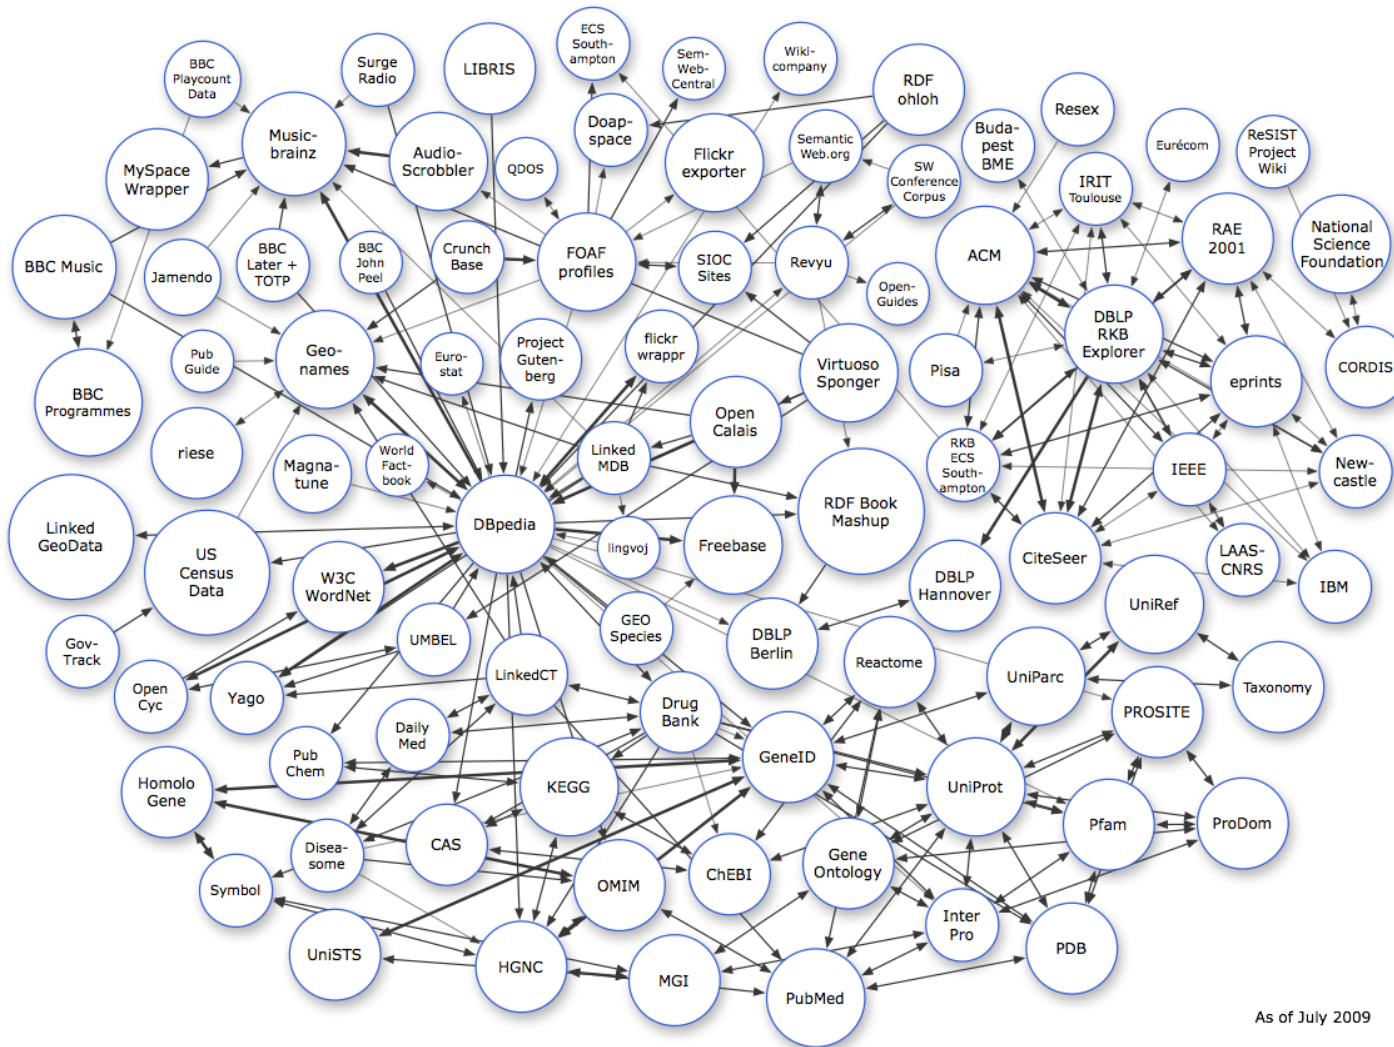 BBC
Playcount
Data
Surge
Radio
LIBRIS
ECS
South-
ampton
Sem-
Web-
Central
Wiki-
company
RDF
ohloh
Resex
Music-
brainz
Audio-
Scrobbler
Doap-
space
Flickr
exporter
Semantic
Web.org
Buda-
pest
BME
Eurécom
ReSIST
Project
Wiki
MySpace
Wrapper
QDOS
SW
Conference
Corpus
IRIT
Toulouse
BBC Music
Jamendo
BBC
Later +
TOTP
BBC
John
Peel
Crunch
Base
FOAF
profiles
SIOC
Sites
Revyu
Open-
Guides
ACM
RAE
2001
National
Science
Foundation
BBC
Programmes
Pub
Guide
Geo-
names
Euro-
stat
Project
Guten-
berg
flickr
wrappr
Virtuoso
Sponger
Pisa
DBLP
RKB
Explorer
eprints
CORDIS
riese
Magna-
tune
World
Fact-
book
Linked
MDB
Open
Calais
RKB
ECS
South-
ampton
IEEE
New-
castle
Linked
GeoData
US
Census
Data
W3C
WordNet
DBpedia
lingvoj
Freebase
RDF Book
Mashup
CiteSeer
LAAS-
CNRS
IBM
DBLP
Hannover
UniRef
Gov-
Track
UMBEL
GEO
Species
DBLP
Berlin
Reactome
UniParc
Taxonomy
Open
Cyc
Yago
LinkedCT
Drug
Bank
PROSITE
Daily
Med
Pub
Chem
Homolo
Gene
KEGG
GeneID
UniProt
Pfam
ProDom
Disea-
some
CAS
Symbol
OMIM
ChEBI
Gene
Ontology
Inter
Pro
UniSTS
HGNC
MGI
PubMed
PDB
As of July 2009